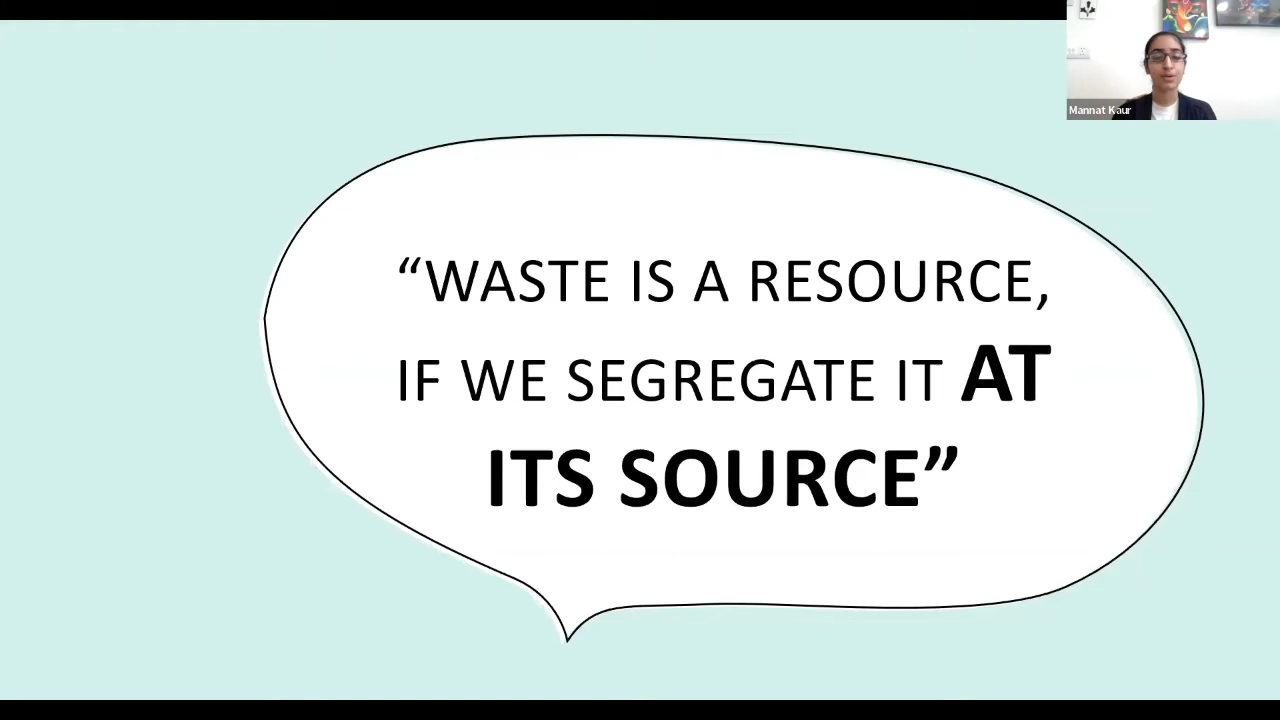 Mannat Kaur
“WASTE IS A RESOURCE,
IF WE SEGREGATE IT AT
ITS SOURCE”